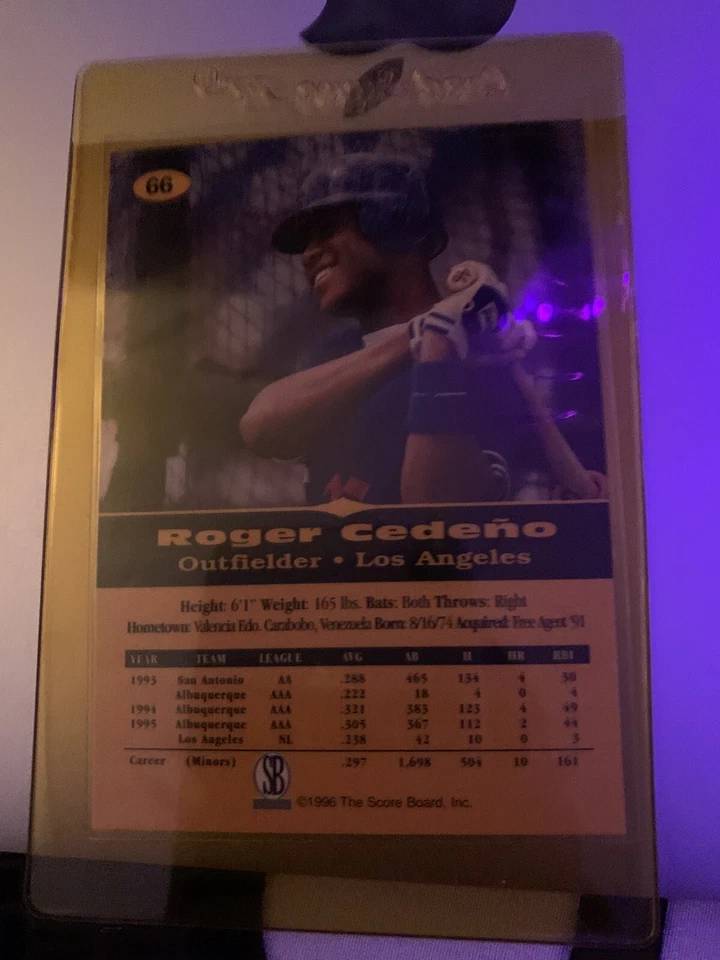 66
Roger Cedeño
Outfielder • Los Angeles
Height: 6'1" Weight: 165 lbs. Bats: Both Throws: Right
Hometown: Valencia Edo. Carabobo, Venezuela Born: 8/16/74 Acquired: Free Agent '91
YEAR TEAM LEAGUE AVG AB H HR RBI
1993 San Antonio AA .288 465 134 4 30
Albuquerque AAA .222 18 4 0 4
1994 Albuquerque AAA .321 383 123 4 49
1995 Albuquerque AAA .305 367 112 2 44
Los Angeles NL .238 42 10 0 3
Career (Minors) .297 1,698 504 10 161
SB
©1996 The Score Board, Inc.